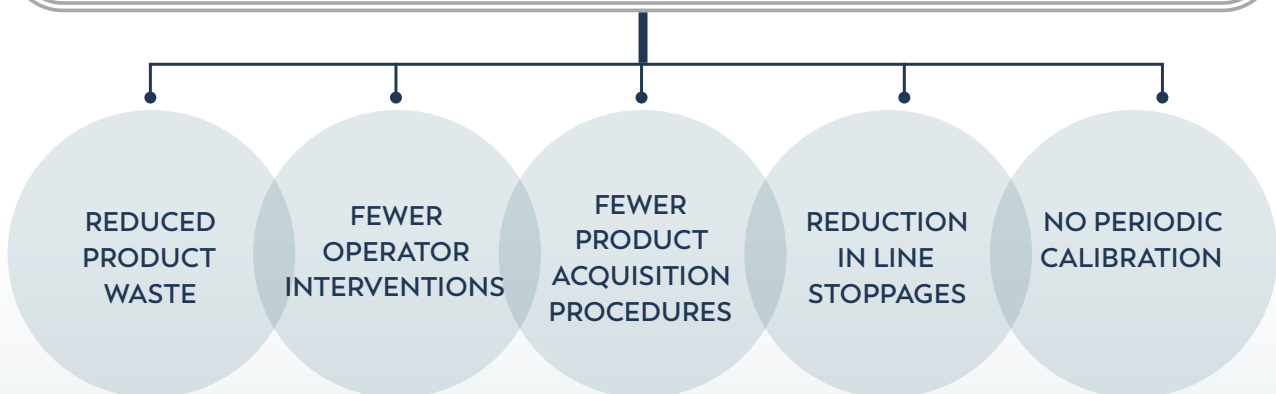 REDUCED
PRODUCT
WASTE
FEWER
OPERATOR
INTERVENTIONS
FEWER
PRODUCT
ACQUISITION
PROCEDURES
REDUCTION
IN LINE
STOPPAGES
NO PERIODIC
CALIBRATION